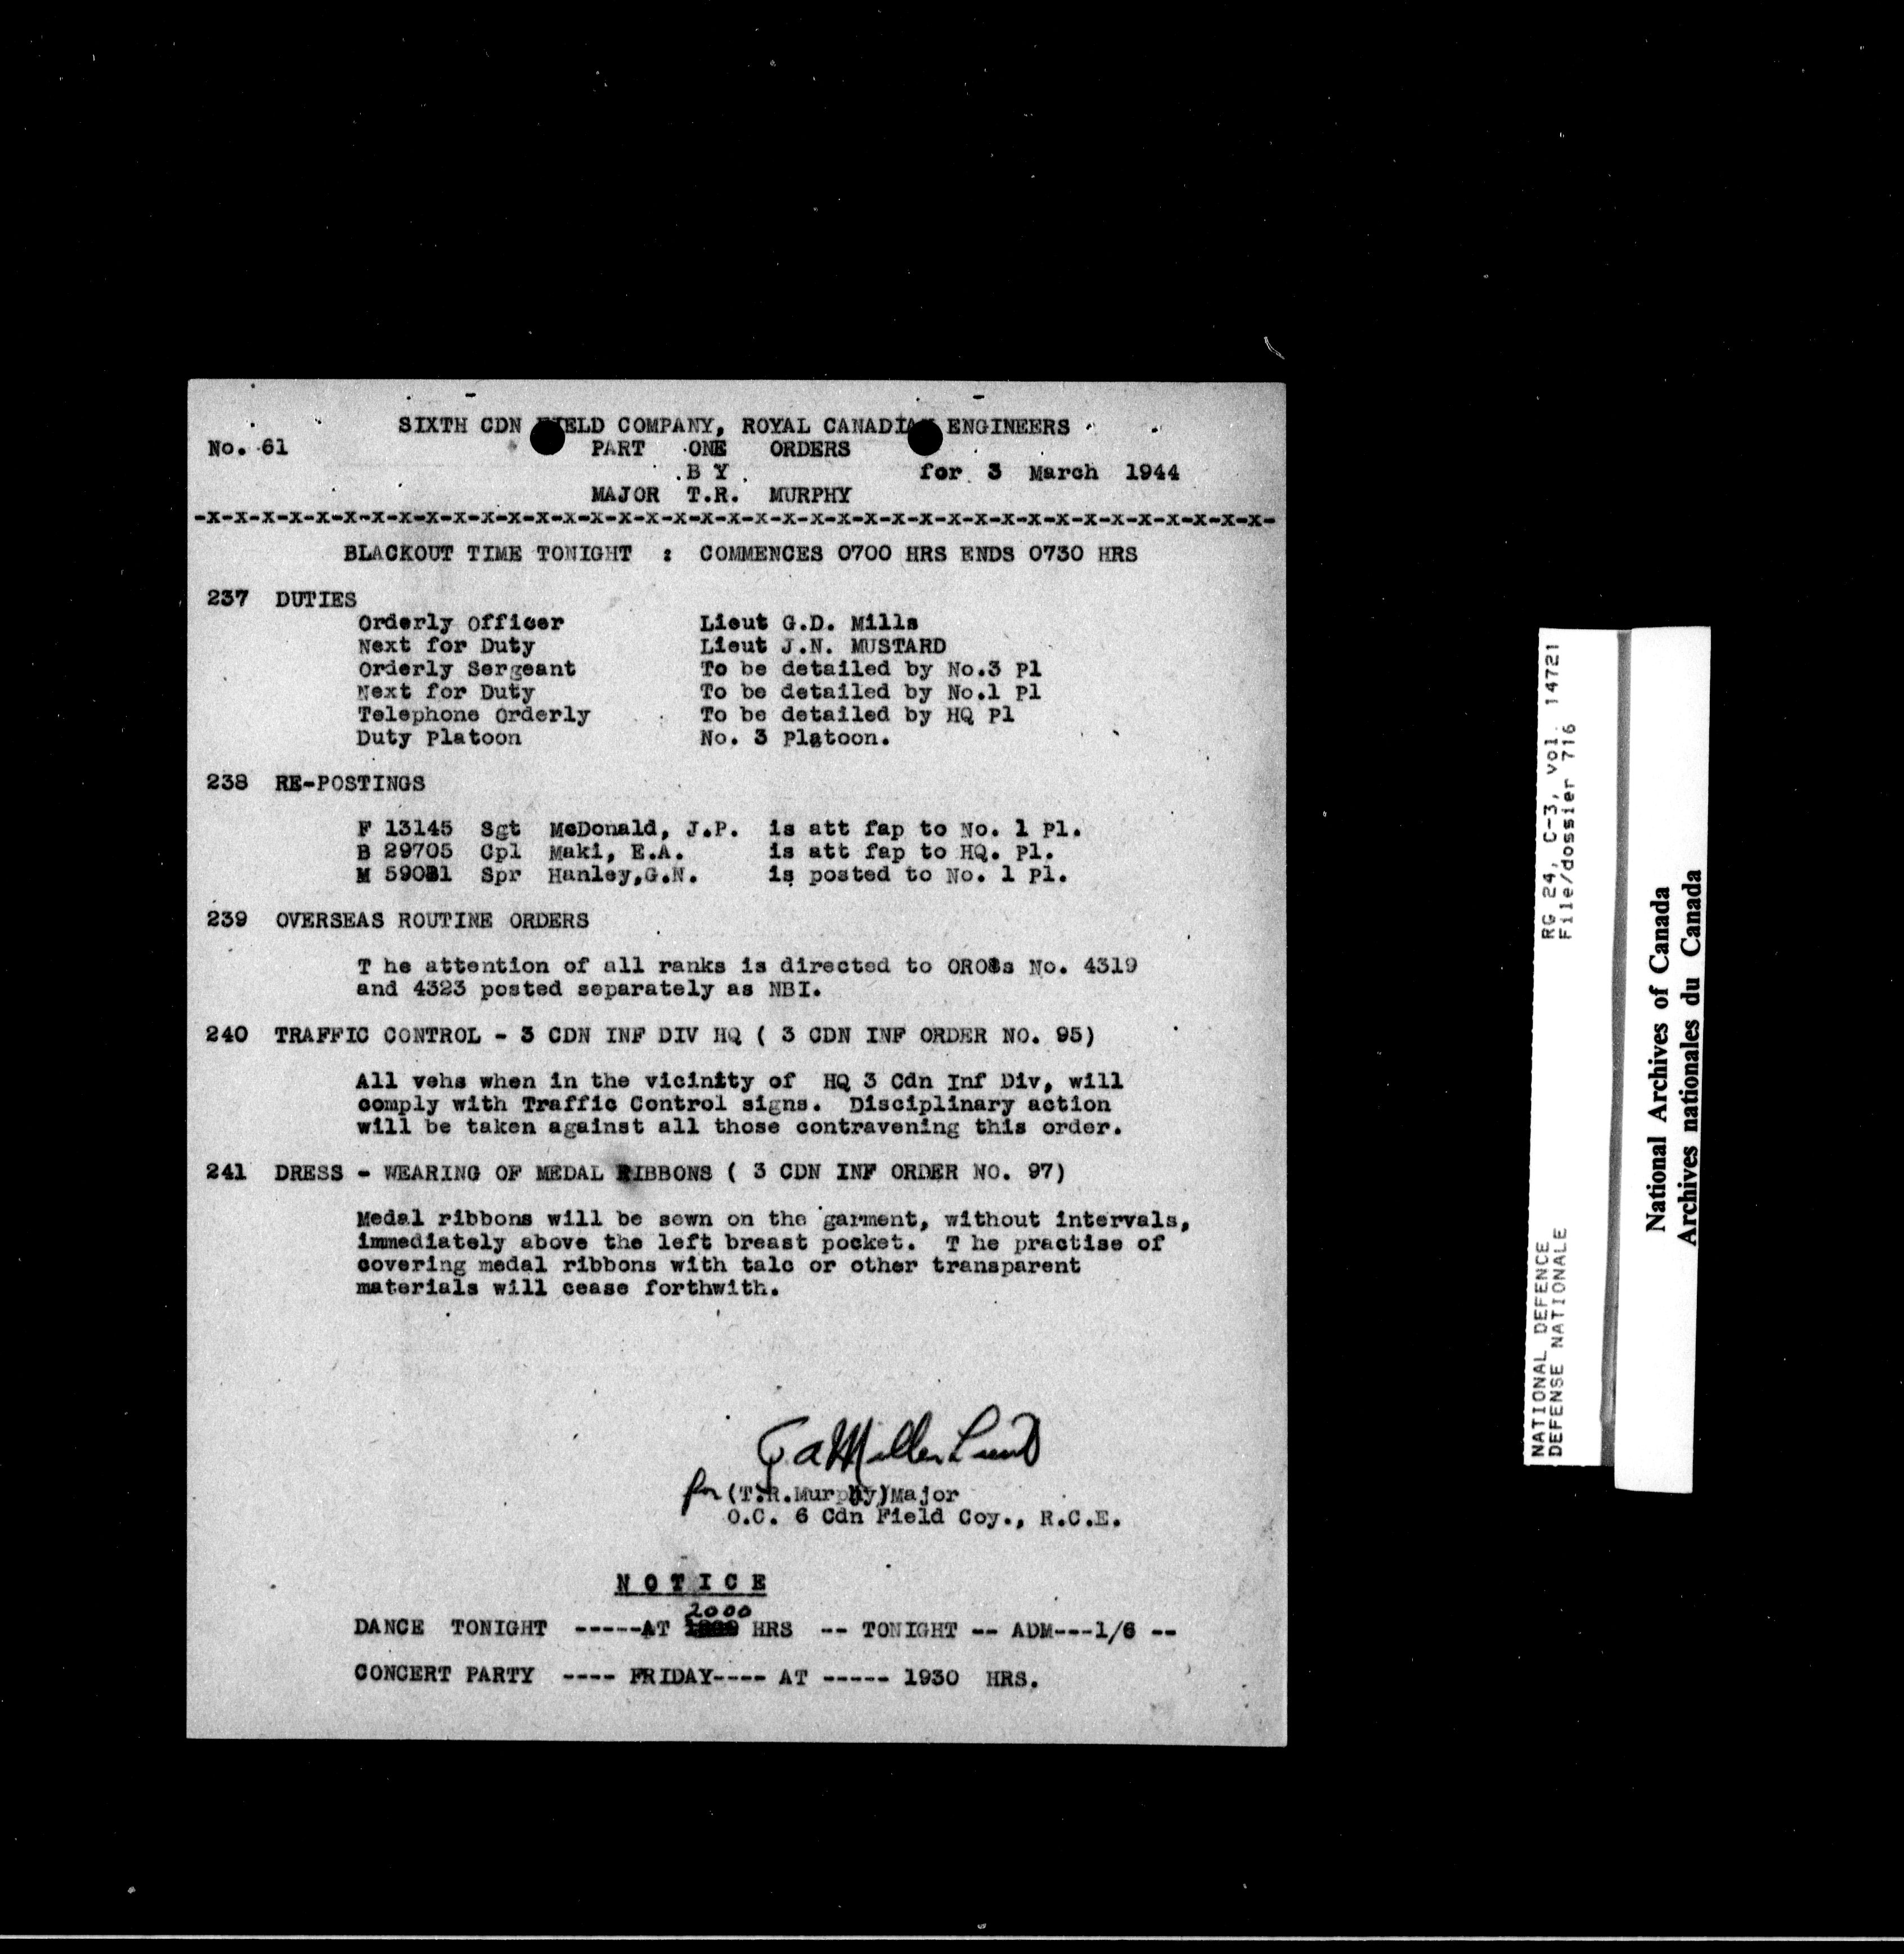 SIXTH CDN FIELD COMPANY, ROYAL CANADIAN ENGINEERS
No. 61 PART ONE ORDERS
B Y for 3 March 1944
MAJOR T.R. MURPHY
-x-x-x-x-x-x-x-x-x-x-x-x-x-x-x-x-x-x-x-x-x-x-x-x-x-x-x-x-x-x-x-x-x-x-x-x-x-x-x-
BLACKOUT TIME TONIGHT : COMMENCES 0700 HRS ENDS 0730 HRS
237 DUTIES
Orderly Officer Lieut G.D. Mills
Next for Duty Lieut J.N. MUSTARD
Orderly Sergeant To be detailed by No.3 Pl
Next for Duty To be detailed by No.1 Pl
Telephone Orderly To be detailed by HQ Pl
Duty Platoon No. 3 Platoon.
238 RE-POSTINGS
F 13145 Sgt McDonald, J.P. is att fap to No. 1 Pl.
B 29705 Cpl Maki, E.A. is att fap to HQ. Pl.
M Spr Hanley,G.N. is posted to No. 1 Pl.
239 OVERSEAS ROUTINE ORDERS
T he attention of all ranks is directed to No. 4319
and 4323 posted separately as NBI.
240 TRAFFIC CONTROL - 3 CDN INF DIV HQ ( 3 CDN INF ORDER NO. 95)
All vehs when in the vicinity of HQ 3 Cdn Inf Div, will
comply with Traffic Control signs. Disciplinary action
will be taken against all those contravening this order.
241 DRESS - WEARING OF MEDAL RIBBONS ( 3 CDN INF ORDER NO. 97)
Medal ribbons will be sewn on the garment, without intervals,
immediately above the left breast pocket. T he practise of
covering medal ribbons with talc or other transparent
materials will cease forthwith.
Miller Lieut
for (T.R.Murphy)Major
O.C. 6 Cdn Field Coy., R.C.E.
N O T I C E
2000
DANCE TONIGHT -----AT HRS -- TONIGHT -- ADM---1/6 --
CONCERT PARTY ---- FRIDAY---- AT ----- 1930 HRS.
NATIONAL DEFENCE RG 24, C-3, vol. 14721
DEFENSE NATIONALE File/dossier 716
National Archives of Canada
Archives nationales du Canada